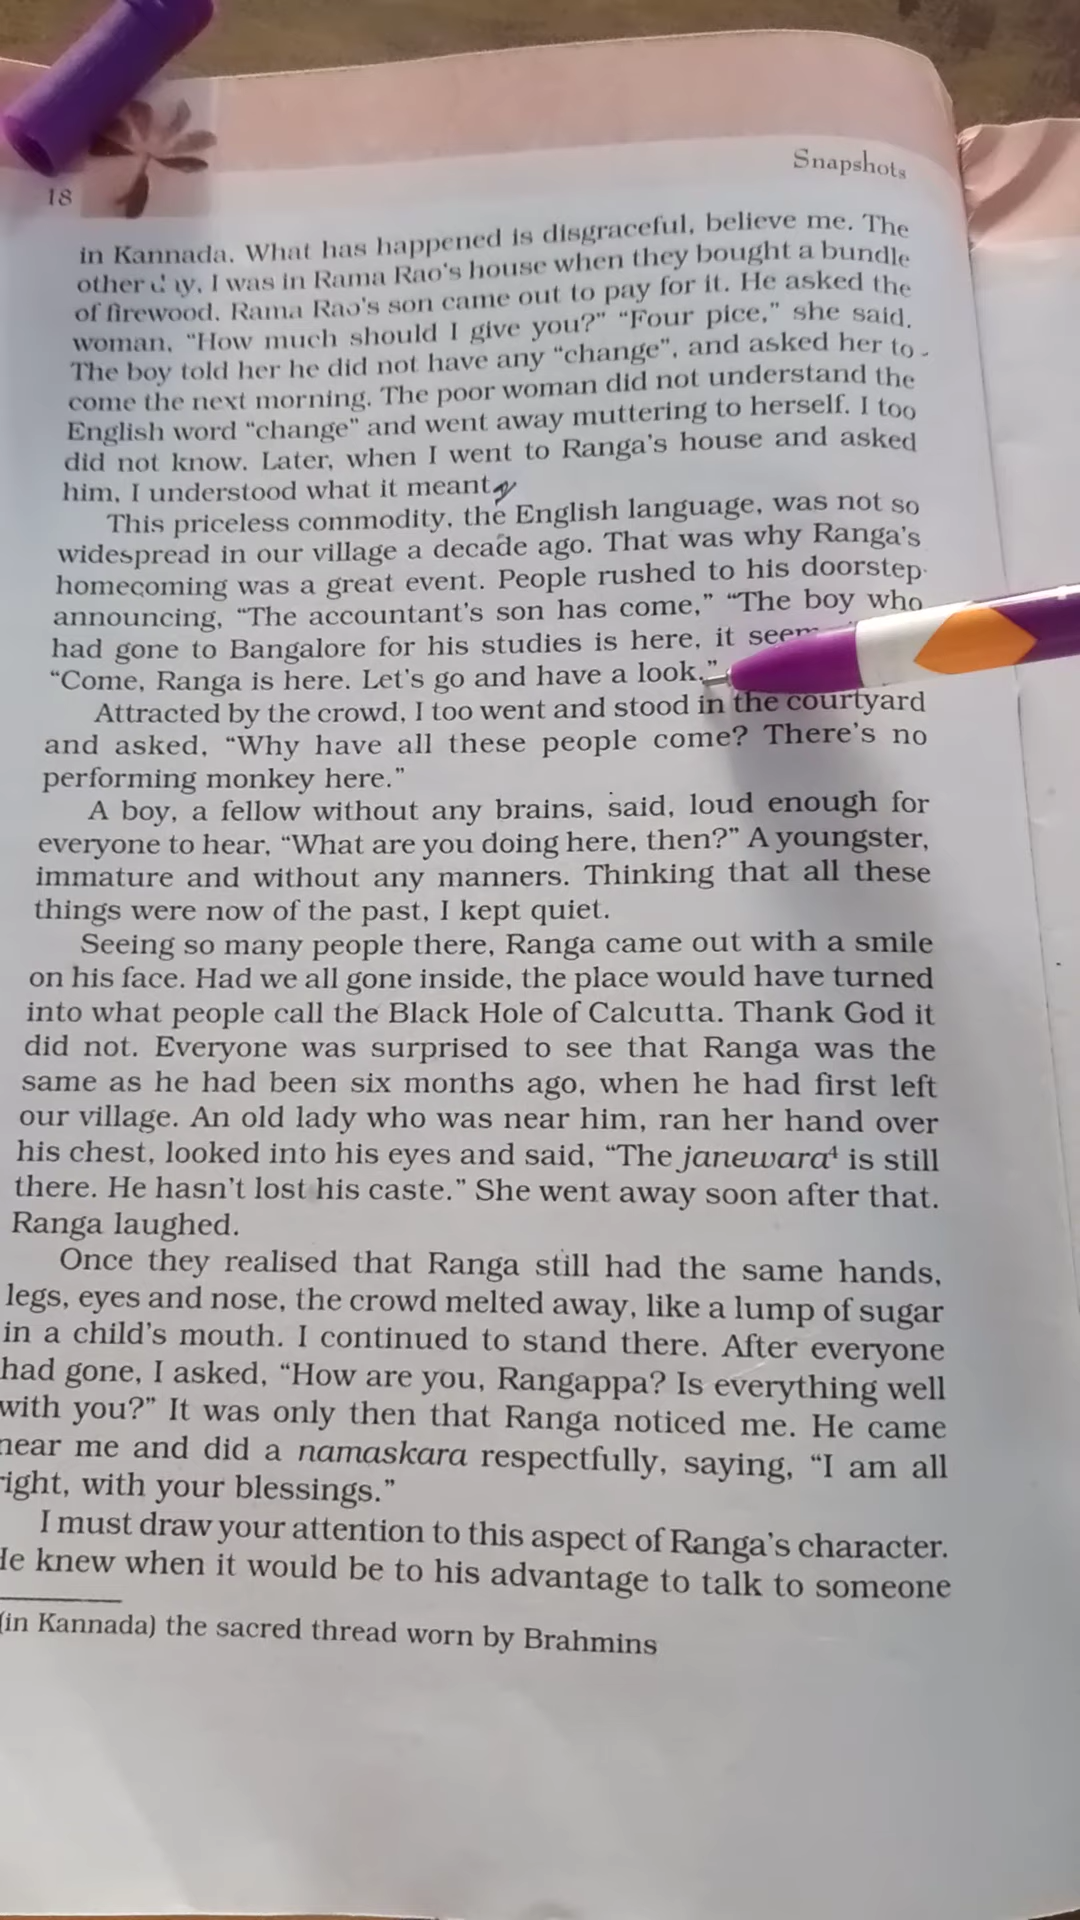 Snapshots
18
in Kannada. What has happened is disgraceful, believe me. The
other day, I was in Rama Rao's house when they bought a bundle
of firewood. Rama Rao's son came out to pay for it. He asked the
woman, “How much should I give you?” “Four pice,” she said.
The boy told her he did not have any “change”, and asked her to
come the next morning. The poor woman did not understand the
English word “change” and went away muttering to herself. I too
did not know. Later, when I went to Ranga's house and asked
him, I understood what it meant.
This priceless commodity, the English language, was not so
widespread in our village a decade ago. That was why Ranga's
homecoming was a great event. People rushed to his doorstep
announcing, “The accountant's son has come,” “The boy who
had gone to Bangalore for his studies is here, it
“Come, Ranga is here. Let's go and have a look.”
Attracted by the crowd, I too went and stood in the courtyard
and asked, “Why have all these people come? There's no
performing monkey here.”
A boy, a fellow without any brains, said, loud enough for
everyone to hear, “What are you doing here, then?” A youngster,
immature and without any manners. Thinking that all these
things were now of the past, I kept quiet.
Seeing so many people there, Ranga came out with a smile
on his face. Had we all gone inside, the place would have turned
into what people call the Black Hole of Calcutta. Thank God it
did not. Everyone was surprised to see that Ranga was the
same as he had been six months ago, when he had first left
our village. An old lady who was near him, ran her hand over
his chest, looked into his eyes and said, “The janewara⁴ is still
there. He hasn't lost his caste.” She went away soon after that.
Ranga laughed.
Once they realised that Ranga still had the same hands,
legs, eyes and nose, the crowd melted away, like a lump of sugar
in a child's mouth. I continued to stand there. After everyone
had gone, I asked, “How are you, Rangappa? Is everything well
with you?” It was only then that Ranga noticed me. He came
near me and did a namaskara respectfully, saying, “I am all
right, with your blessings.”
I must draw your attention to this aspect of Ranga's character.
He knew when it would be to his advantage to talk to someone
(in Kannada) the sacred thread worn by Brahmins